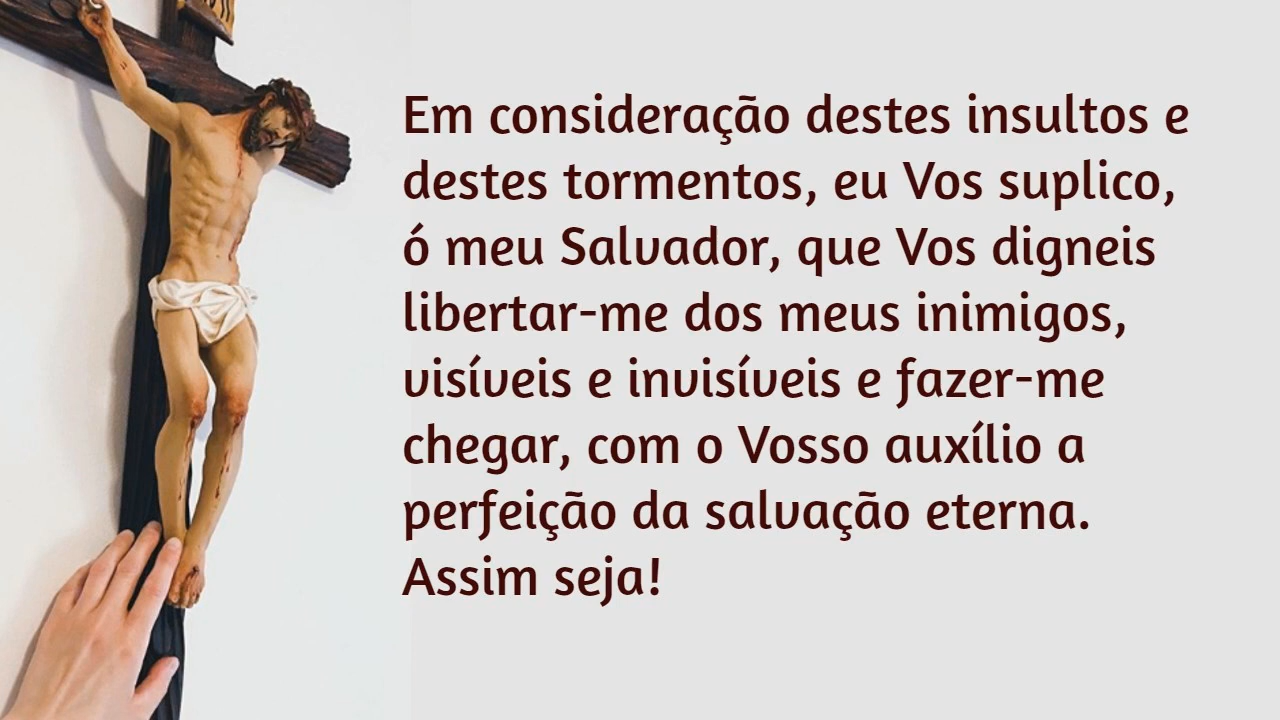 Em consideração destes insultos e
destes tormentos, eu Vos suplico,
ó meu Salvador, que Vos digneis
libertar-me dos meus inimigos,
visíveis e invisíveis e fazer-me
chegar, com o Vosso auxílio a
perfeição da salvação eterna.
Assim seja!